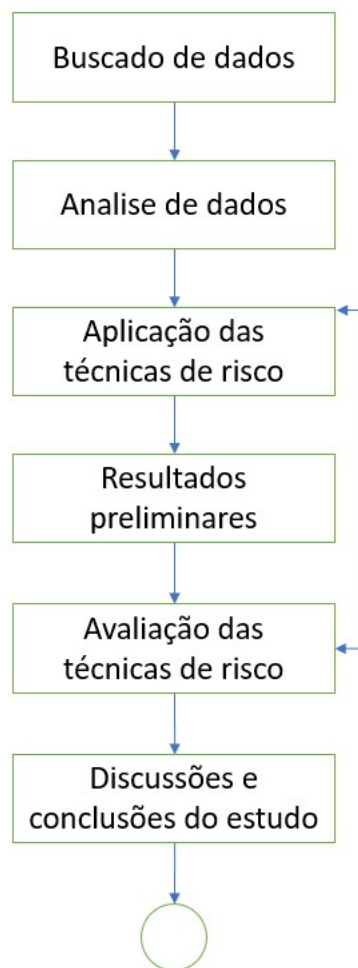 Buscado de dados
Analise de dados
Aplicação das
técnicas de risco
Resultados
preliminares
Avaliação das
técnicas de risco
Discussões e
conclusões do estudo